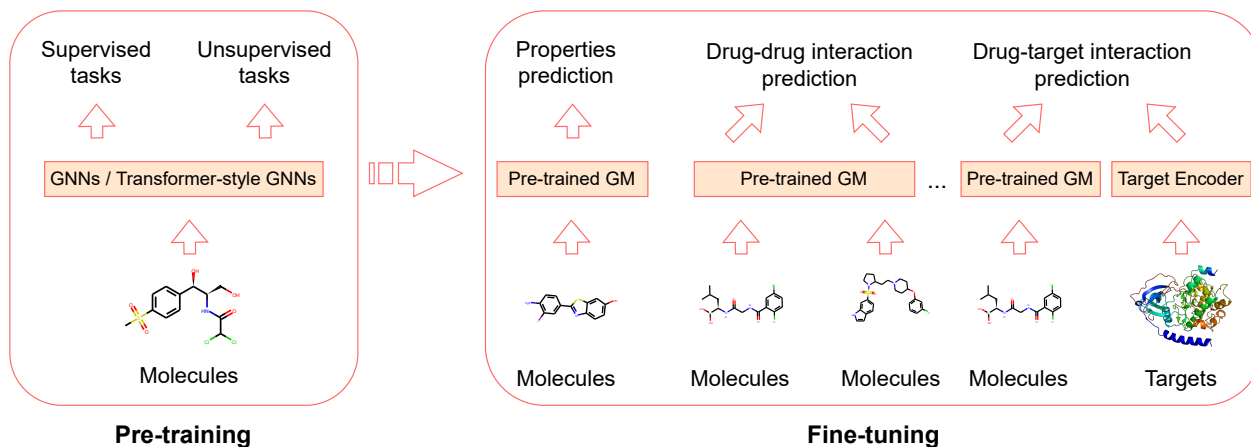 Supervised
tasks
Unsupervised
tasks
GNNs / Transformer-style GNNs
Molecules
Pre-training
Properties
prediction
Drug-drug interaction
prediction
Drug-target interaction
prediction
Pre-trained GM
Pre-trained GM
...
Pre-trained GM
Target Encoder
Molecules
Molecules
Molecules
Molecules
Targets
Fine-tuning